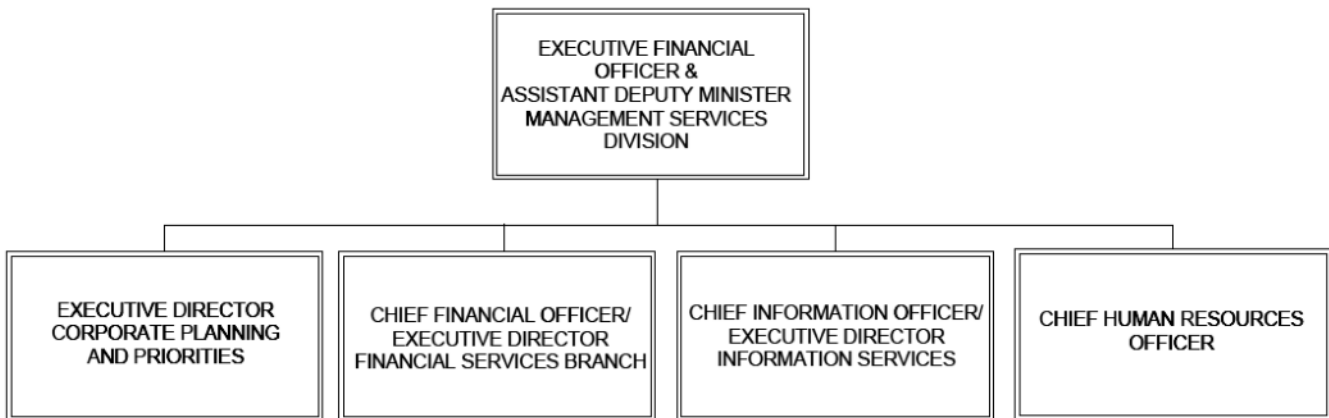 EXECUTIVE FINANCIAL
OFFICER &
ASSISTANT DEPUTY MINISTER
MANAGEMENT SERVICES
DIVISION
EXECUTIVE DIRECTOR
CORPORATE PLANNING
AND PRIORITIES
CHIEF FINANCIAL OFFICER/
EXECUTIVE DIRECTOR
FINANCIAL SERVICES BRANCH
CHIEF INFORMATION OFFICER/
EXECUTIVE DIRECTOR
INFORMATION SERVICES
CHIEF HUMAN RESOURCES
OFFICER